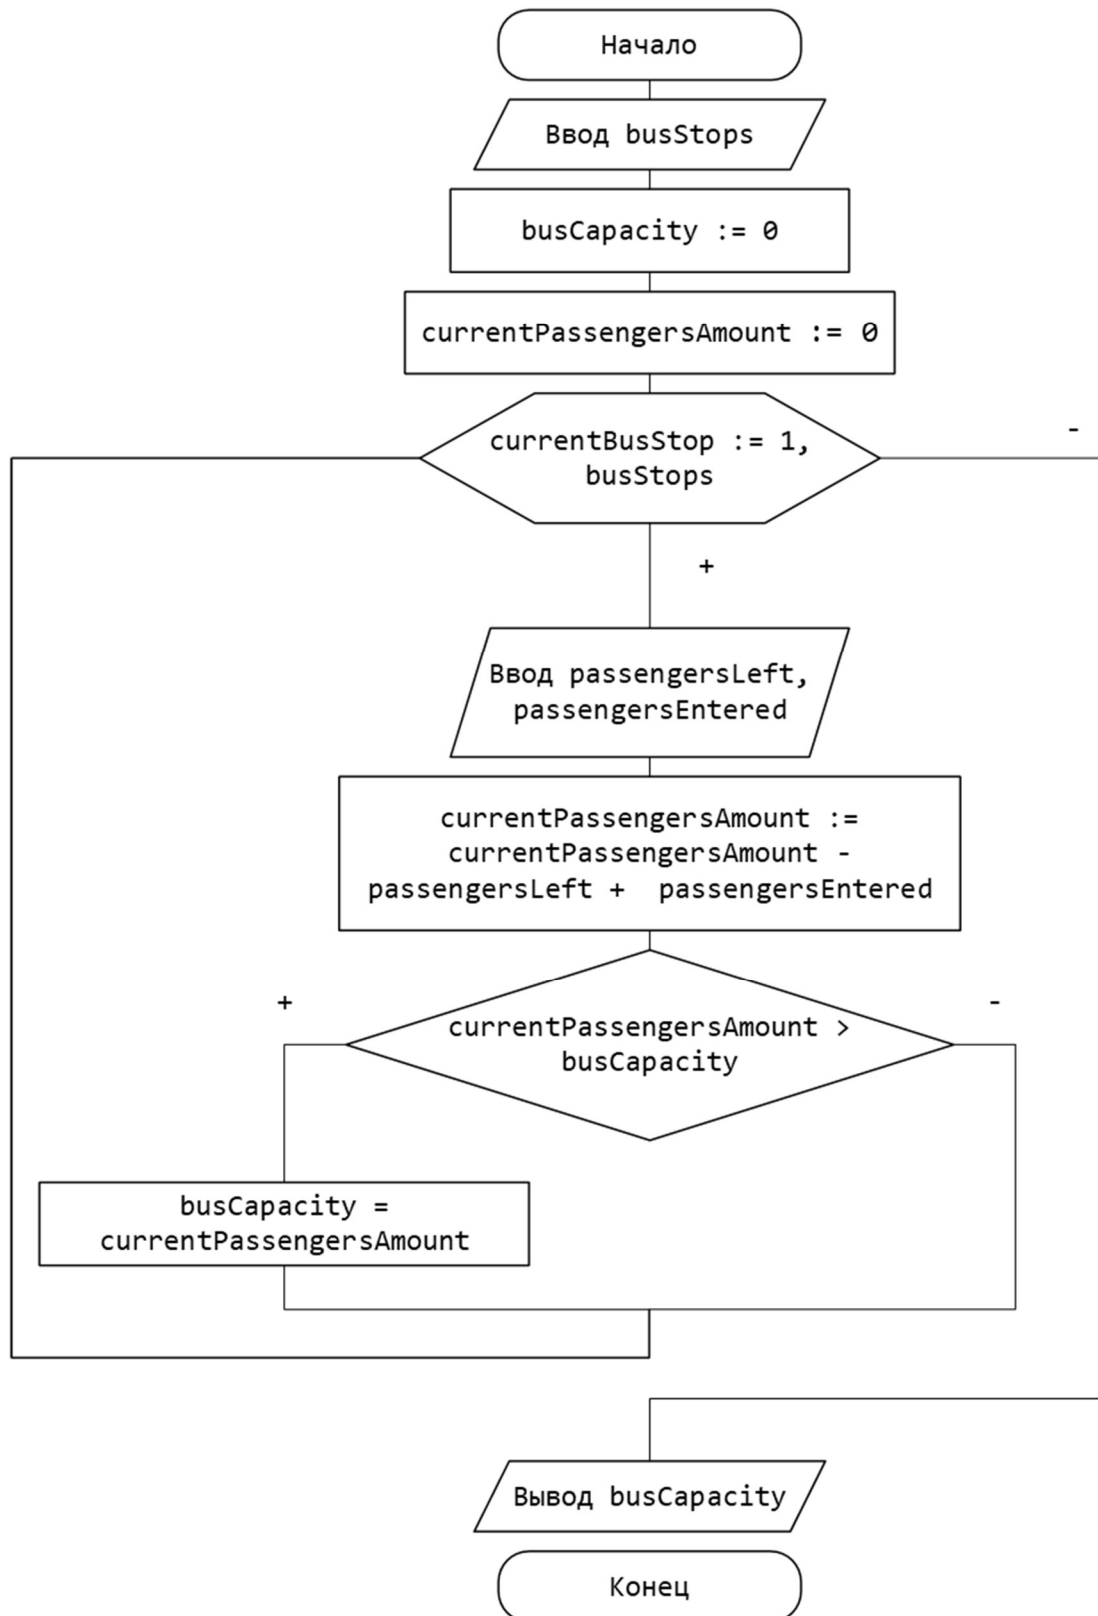 Начало
Ввод busStops
busCapacity := 0
currentPassengersAmount := 0
currentBusStop := 1,
busStops
-
+
Ввод passengersLeft,
passengersEntered
currentPassengersAmount :=
currentPassengersAmount -
passengersLeft +  passengersEntered
+
-
currentPassengersAmount >
busCapacity
busCapacity =
currentPassengersAmount
Вывод busCapacity
Конец